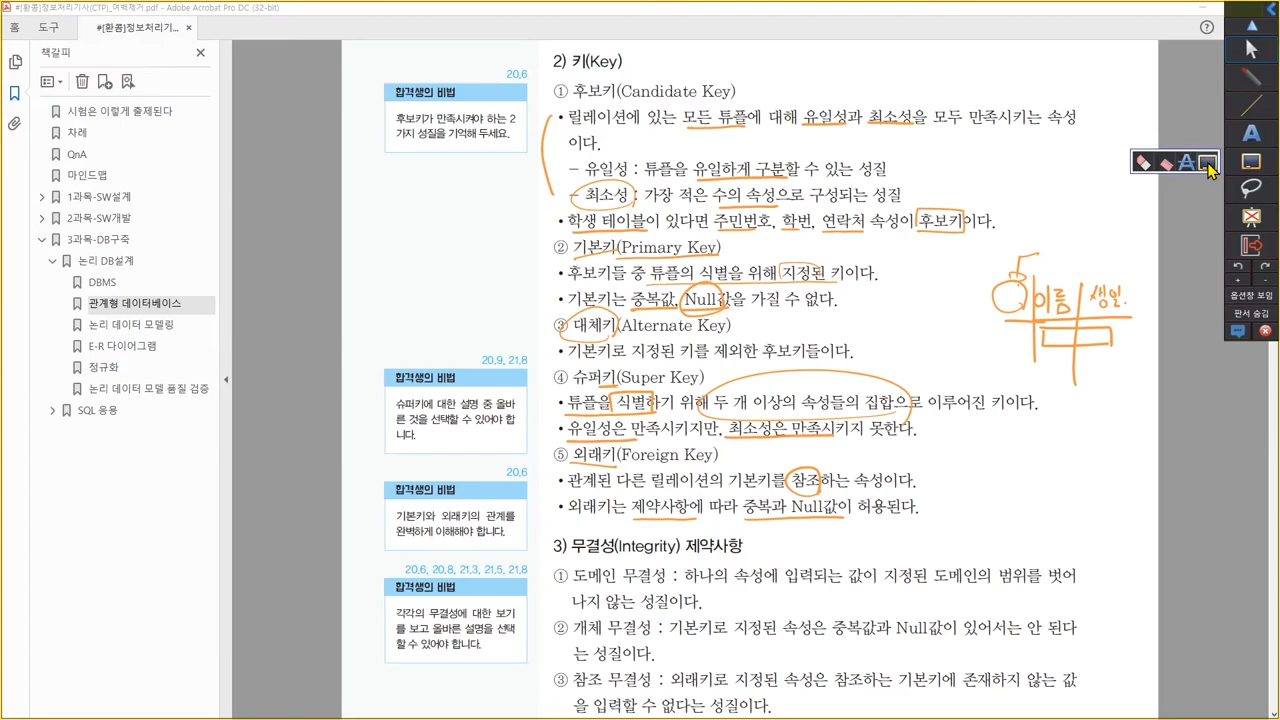 #[환콤]정보처리기사(CTP)_여백제거.pdf - Adobe Acrobat Pro DC (32-bit)
홈
도구
#[환콤]정보처리기...
책갈피
시험은 이렇게 출제된다
차례
QnA
마인드맵
1과목-SW설계
2과목-SW개발
3과목-DB구축
논리 DB설계
DBMS
관계형 데이터베이스
논리 데이터 모델링
E-R 다이어그램
정규화
논리 데이터 모델 품질 검증
SQL 응용
20.6
합격생의 비법
후보키가 만족시켜야 하는 2
가지 성질을 기억해 두세요.
20.9, 21.8
합격생의 비법
슈퍼키에 대한 설명 중 올바
른 것을 선택할 수 있어야 합
니다.
20.6
합격생의 비법
기본키와 외래키의 관계를
완벽하게 이해해야 합니다.
20.6, 20.8, 21.3, 21.5, 21.8
합격생의 비법
각각의 무결성에 대한 보기
를 보고 올바른 설명을 선택
할 수 있어야 합니다.
2) 키(Key)
① 후보키(Candidate Key)
• 릴레이션에 있는 모든 튜플에 대해 유일성과 최소성을 모두 만족시키는 속성
이다.
– 유일성 : 튜플을 유일하게 구분할 수 있는 성질
– 최소성 : 가장 적은 수의 속성으로 구성되는 성질
• 학생 테이블이 있다면 주민번호, 학번, 연락처 속성이 후보키이다.
② 기본키(Primary Key)
• 후보키들 중 튜플의 식별을 위해 지정된 키이다.
• 기본키는 중복값, Null값을 가질 수 없다.
③ 대체키(Alternate Key)
• 기본키로 지정된 키를 제외한 후보키들이다.
④ 슈퍼키(Super Key)
• 튜플을 식별하기 위해 두 개 이상의 속성들의 집합으로 이루어진 키이다.
• 유일성은 만족시키지만, 최소성은 만족시키지 못한다.
⑤ 외래키(Foreign Key)
• 관계된 다른 릴레이션의 기본키를 참조하는 속성이다.
• 외래키는 제약사항에 따라 중복과 Null값이 허용된다.
3) 무결성(Integrity) 제약사항
① 도메인 무결성 : 하나의 속성에 입력되는 값이 지정된 도메인의 범위를 벗어
나지 않는 성질이다.
② 개체 무결성 : 기본키로 지정된 속성은 중복값과 Null값이 있어서는 안 된다
는 성질이다.
③ 참조 무결성 : 외래키로 지정된 속성은 참조하는 기본키에 존재하지 않는 값
을 입력할 수 없다는 성질이다.
이름 생일.
옵션창 보임
판서 숨김